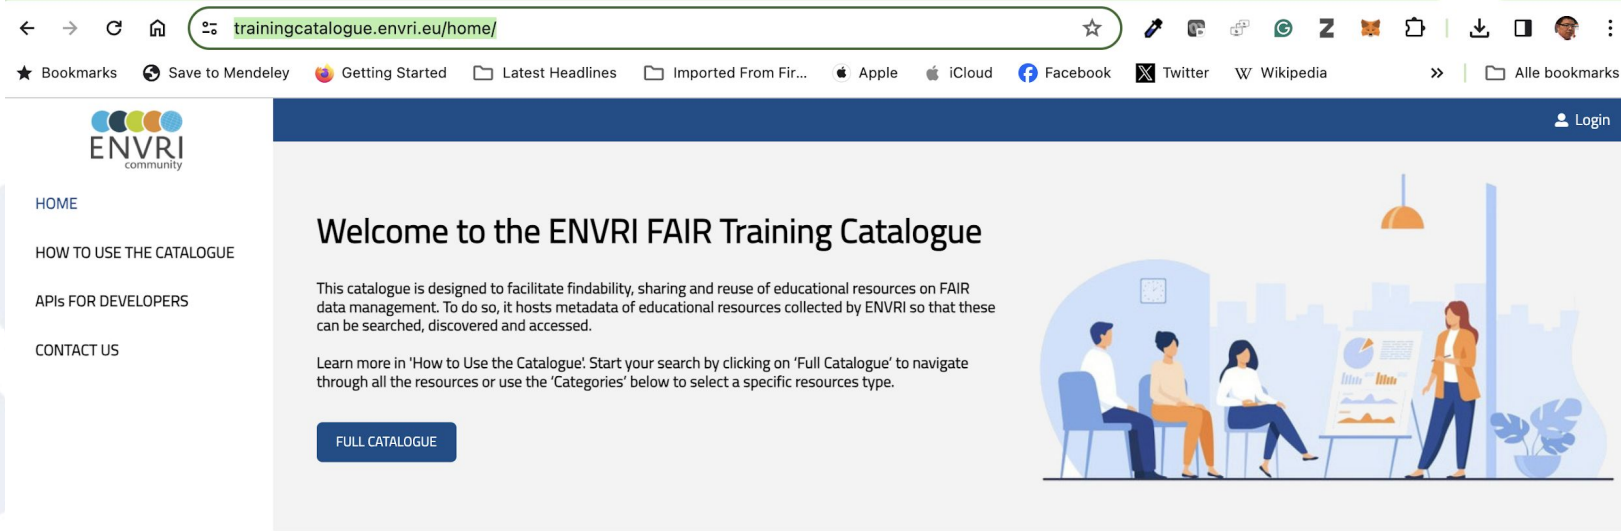 trainingcatalogue.envri.eu/home/
Bookmarks Save to Mendeley Getting Started Latest Headlines Imported From Fir... Apple iCloud Facebook Twitter Wikipedia » Alle bookmarks
ENVRI
community
Login
HOME
HOW TO USE THE CATALOGUE
APIs FOR DEVELOPERS
CONTACT US
Welcome to the ENVRI FAIR Training Catalogue
This catalogue is designed to facilitate findability, sharing and reuse of educational resources on FAIR
data management. To do so, it hosts metadata of educational resources collected by ENVRI so that these
can be searched, discovered and accessed.
Learn more in 'How to Use the Catalogue'. Start your search by clicking on ‘Full Catalogue’ to navigate
through all the resources or use the ‘Categories’ below to select a specific resources type.
FULL CATALOGUE